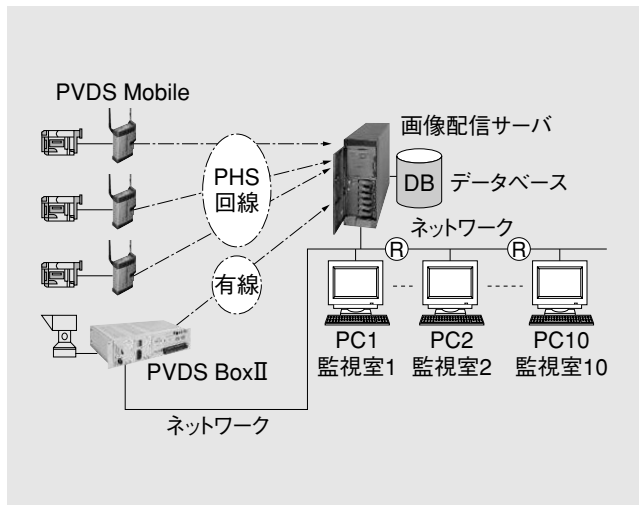 PVDS Mobile
画像配信サーバ
PHS
回線
DB
データベース
ネットワーク
R
R
有線
PC1
監視室1
PC2
監視室2
PC10
監視室10
PVDS BoxⅡ
ネットワーク